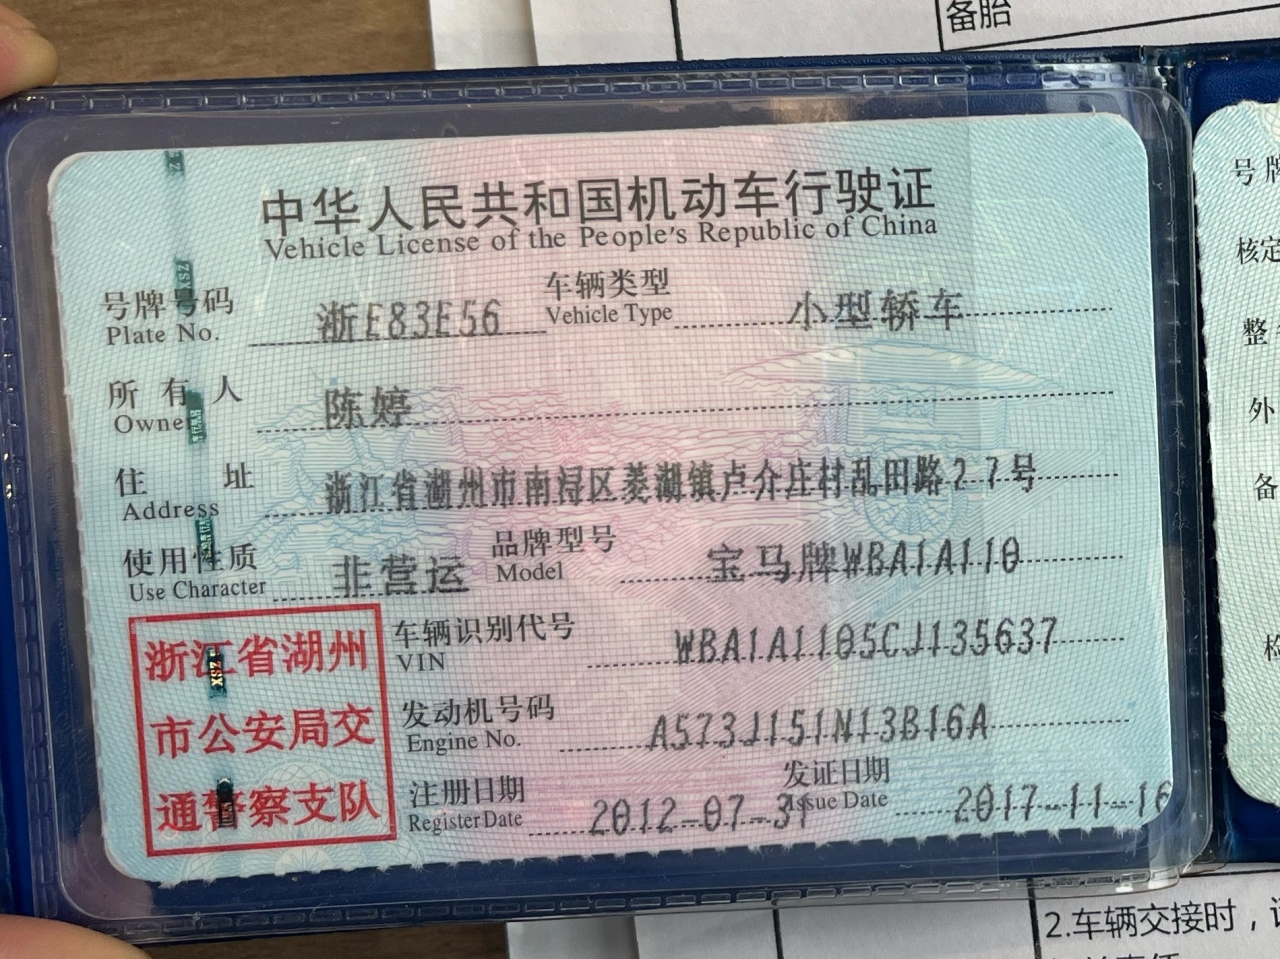 备胎
中华人民共和国机动车行驶证
Vehicle License of the People's Republic of China
号牌号码 浙E83E56 车辆类型 小型轿车
Plate No. Vehicle Type
所有人 陈婷
Owner
住址 浙江省湖州市南浔区菱湖镇卢介庄村乱田路27号
Address
使用性质 非营运 品牌型号 宝马牌WBA1A110
Use Character Model
浙江省湖州
市公安局交
通警察支队
车辆识别代号 WBA1A1105CJ135637
VIN
发动机号码 A573J151N13B16A
Engine No.
注册日期 2012-07-31 发证日期 2017-11-16
Register Date Issue Date
号牌
核定
整
外
备
检
2.车辆交接时，